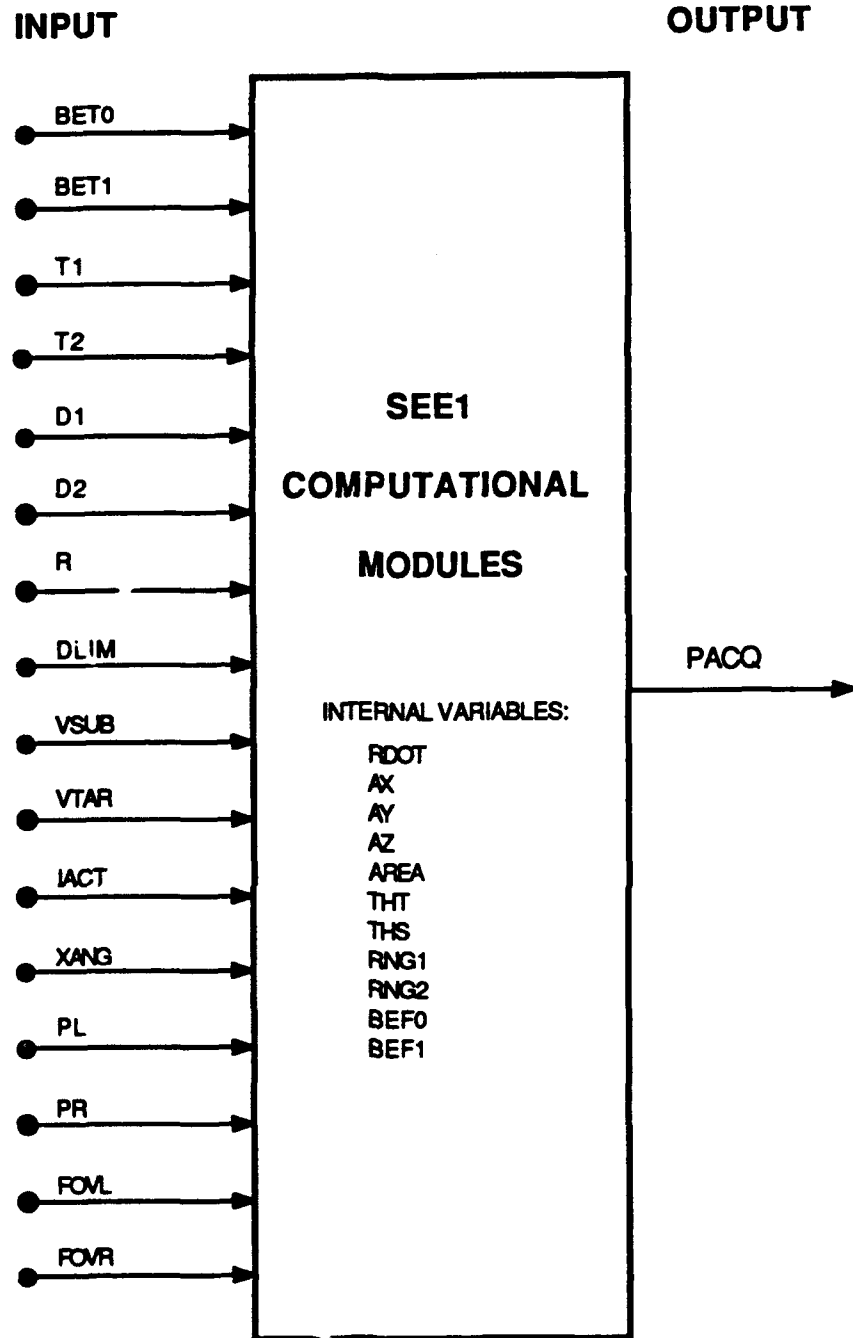 INPUT
OUTPUT
BET0
BET1
T1
T2
D1
D2
R
DLIM
VSUB
VTAR
IACT
XANG
PL
PR
FOVL
FOVR
SEE1
COMPUTATIONAL
MODULES
INTERNAL VARIABLES:
RDOT
AX
AY
AZ
AREA
THT
THS
RNG1
RNG2
BEF0
BEF1
PACQ